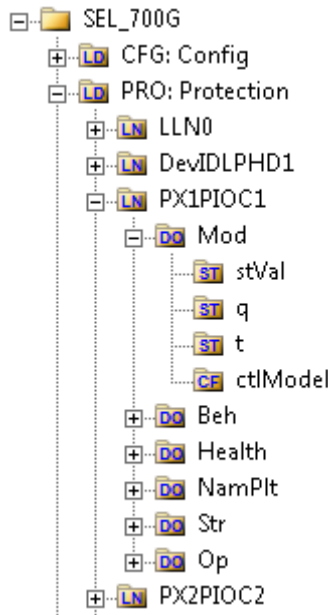 SEL_700G
LD CFG: Config
LD PRO: Protection
LN LLN0
LN DevIDLPHD1
LN PX1PIOC1
DO Mod
ST stVal
ST q
ST t
CF ctlModel
DO Beh
DO Health
DO NamPlt
DO Str
DO Op
LN PX2PIOC2